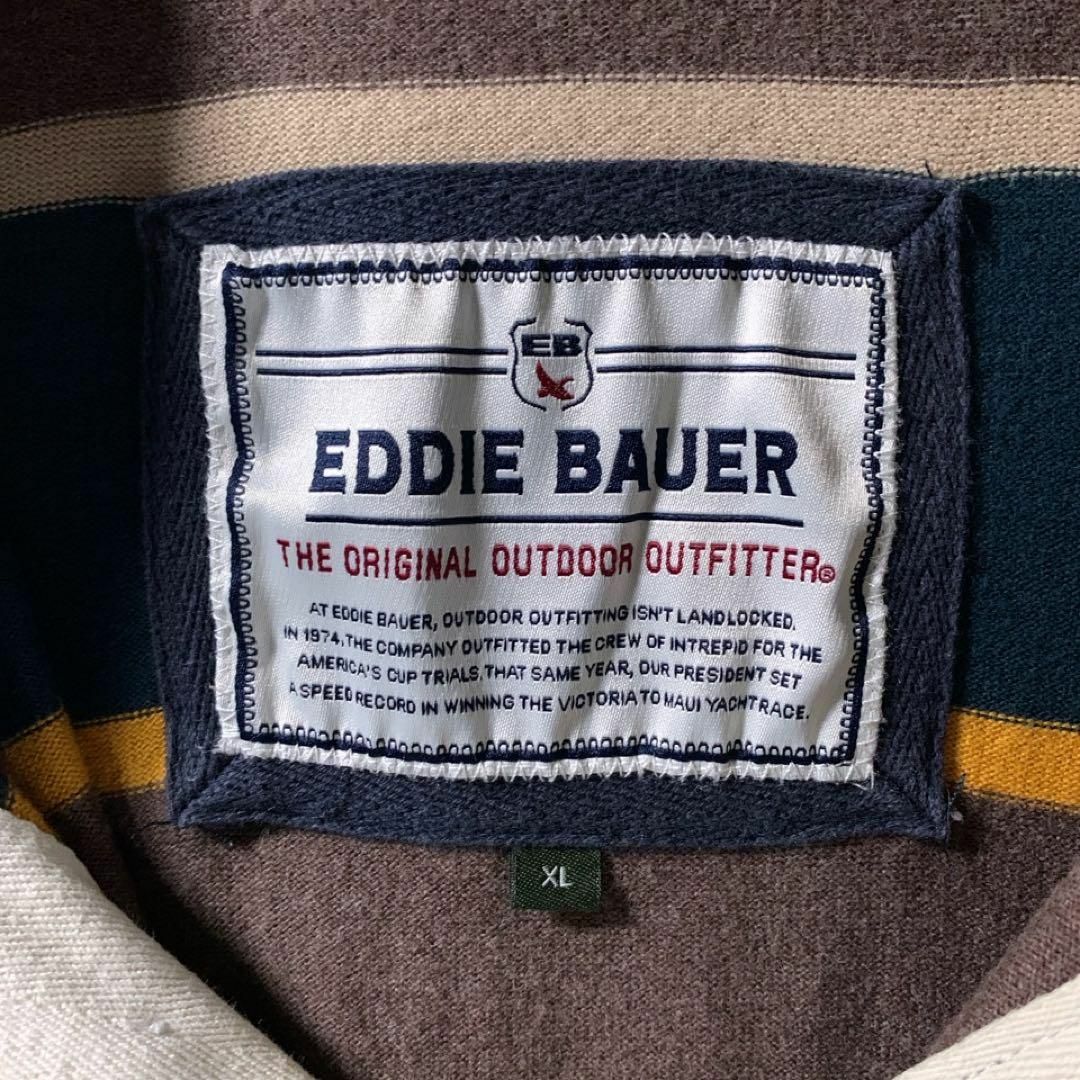 EB
EDDIE BAUER
THE ORIGINAL OUTDOOR OUTFITTER®
AT EDDIE BAUER, OUTDOOR OUTFITTING ISN'T LANDLOCKED.
IN 1974, THE COMPANY OUTFITTED THE CREW OF INTREPID FOR THE
AMERICA'S CUP TRIALS, THAT SAME YEAR, OUR PRESIDENT SET
A SPEED RECORD IN WINNING THE VICTORIA TO MAUI YACHT RACE.
XL